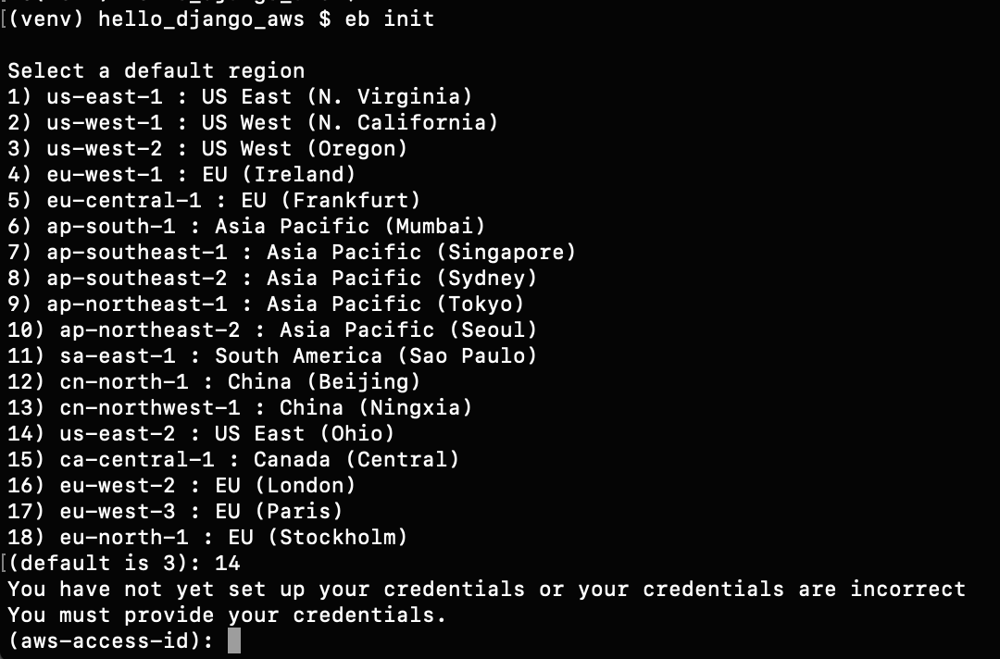 (venv) hello_django_aws $ eb init
Select a default region
1) us-east-1 : US East (N. Virginia)
2) us-west-1 : US West (N. California)
3) us-west-2 : US West (Oregon)
4) eu-west-1 : EU (Ireland)
5) eu-central-1 : EU (Frankfurt)
6) ap-south-1 : Asia Pacific (Mumbai)
7) ap-southeast-1 : Asia Pacific (Singapore)
8) ap-southeast-2 : Asia Pacific (Sydney)
9) ap-northeast-1 : Asia Pacific (Tokyo)
10) ap-northeast-2 : Asia Pacific (Seoul)
11) sa-east-1 : South America (Sao Paulo)
12) cn-north-1 : China (Beijing)
13) cn-northwest-1 : China (Ningxia)
14) us-east-2 : US East (Ohio)
15) ca-central-1 : Canada (Central)
16) eu-west-2 : EU (London)
17) eu-west-3 : EU (Paris)
18) eu-north-1 : EU (Stockholm)
(default is 3): 14
You have not yet set up your credentials or your credentials are incorrect
You must provide your credentials.
(aws-access-id):